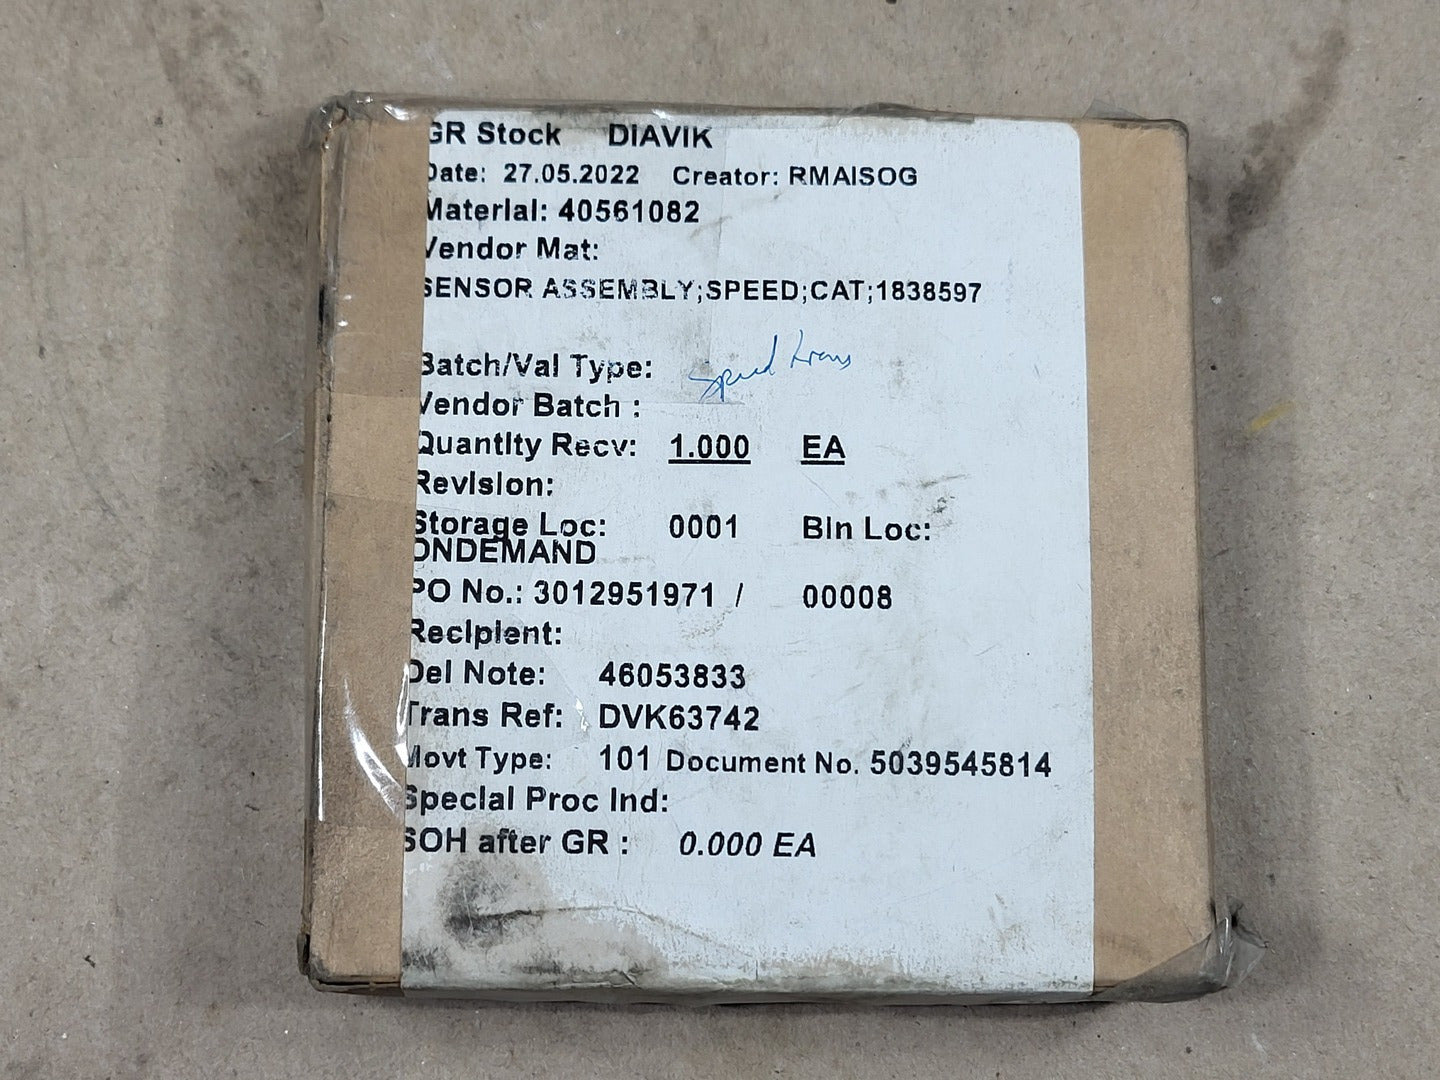 GR Stock DIAVIK
Date: 27.05.2022 Creator: RMAISOG
Material: 40561082
Vendor Mat:
SENSOR ASSEMBLY;SPEED;CAT;1838597
Speed trans
Batch/Val Type:
Vendor Batch :
Quantity Recv: 1.000 EA
Revision:
Storage Loc: 0001 Bin Loc:
ONDEMAND
PO No.: 3012951971 / 00008
Recipient:
Del Note: 46053833
Trans Ref: DVK63742
Movt Type: 101 Document No. 5039545814
Special Proc Ind:
SOH after GR : 0.000 EA